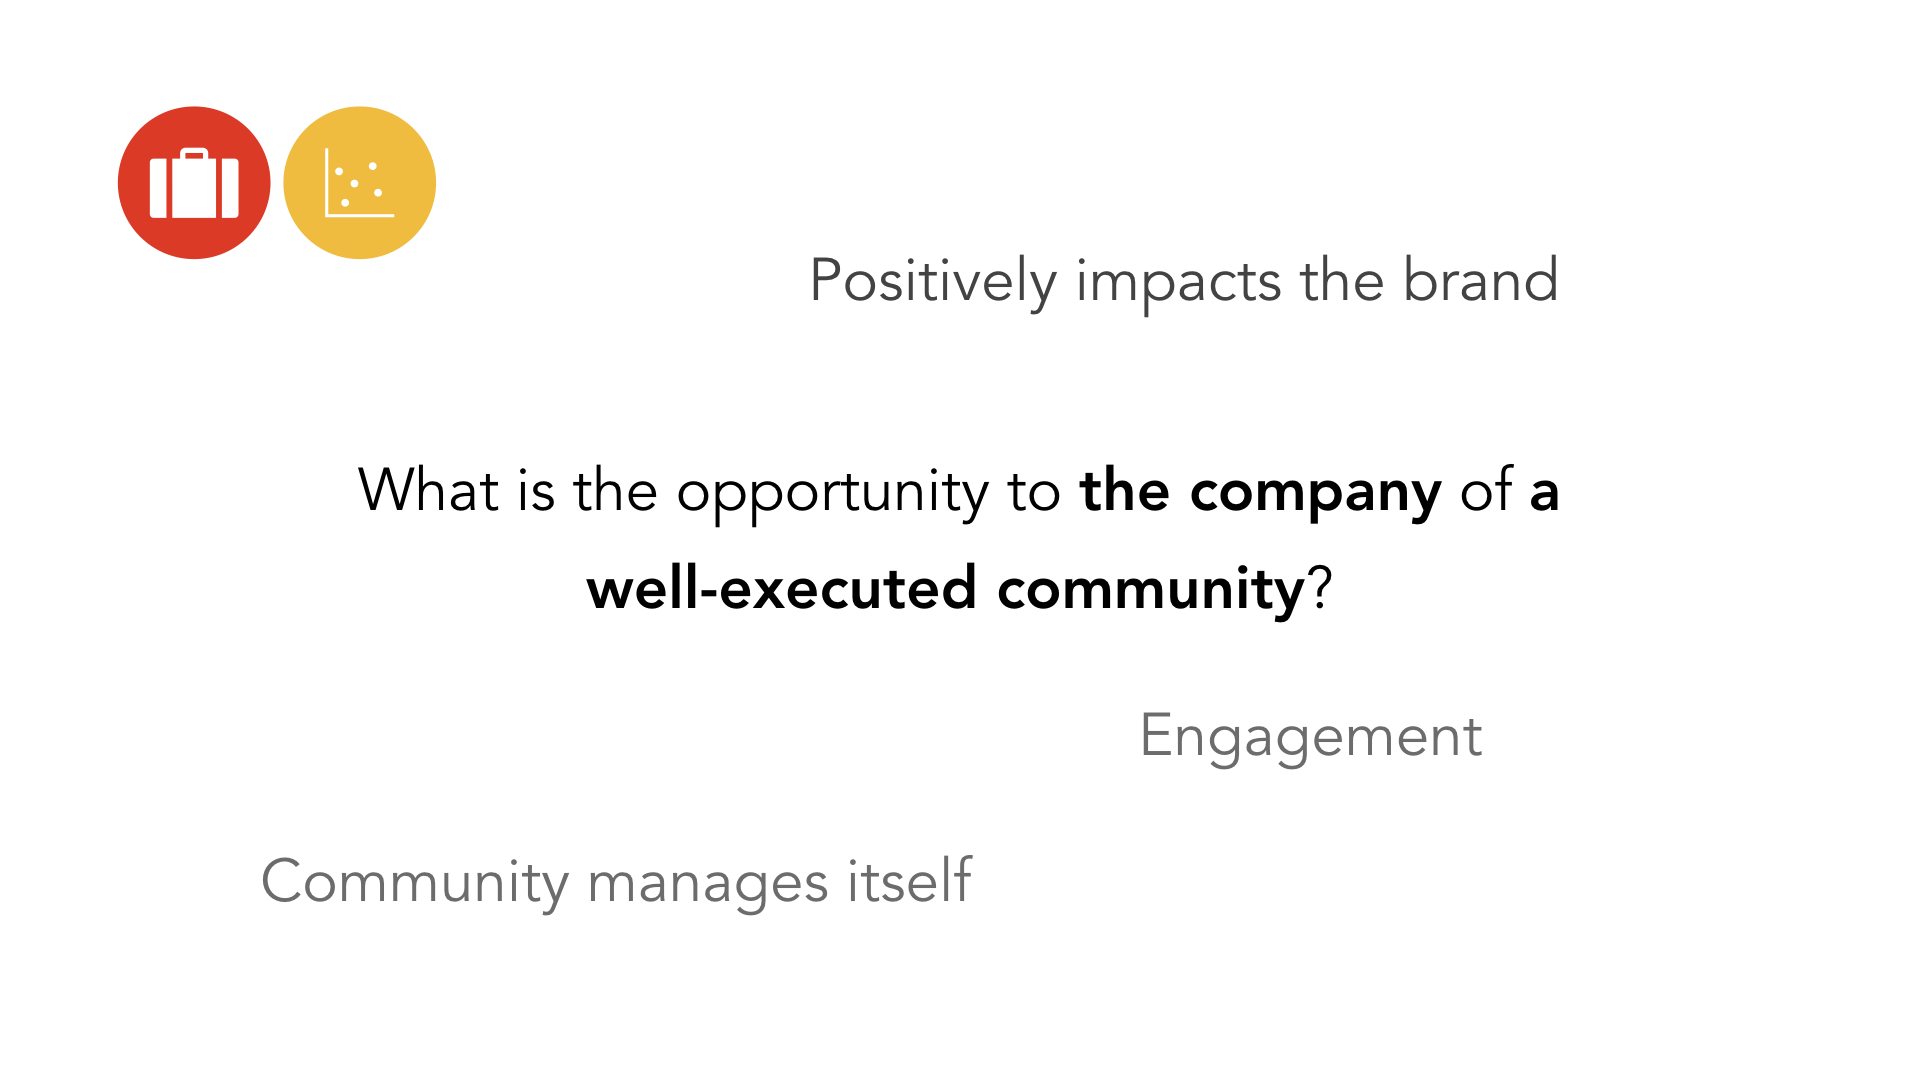 Positively impacts the brand
What is the opportunity to the company of a
well-executed community?
Engagement
Community manages itself